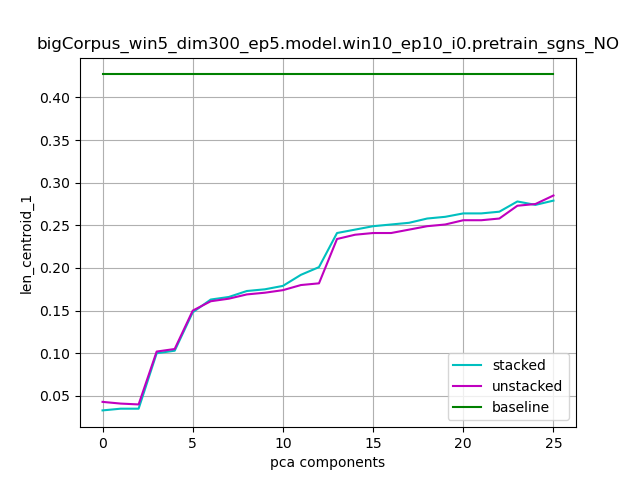 bigCorpus_win5_dim300_ep5.model.win10_ep10_i0.pretrain_sgns_NO
0.40
0.35
0.30
0.25
0.20
0.15
0.10
0.05
len_centroid_1
stacked
unstacked
baseline
0 5 10 15 20 25
pca components